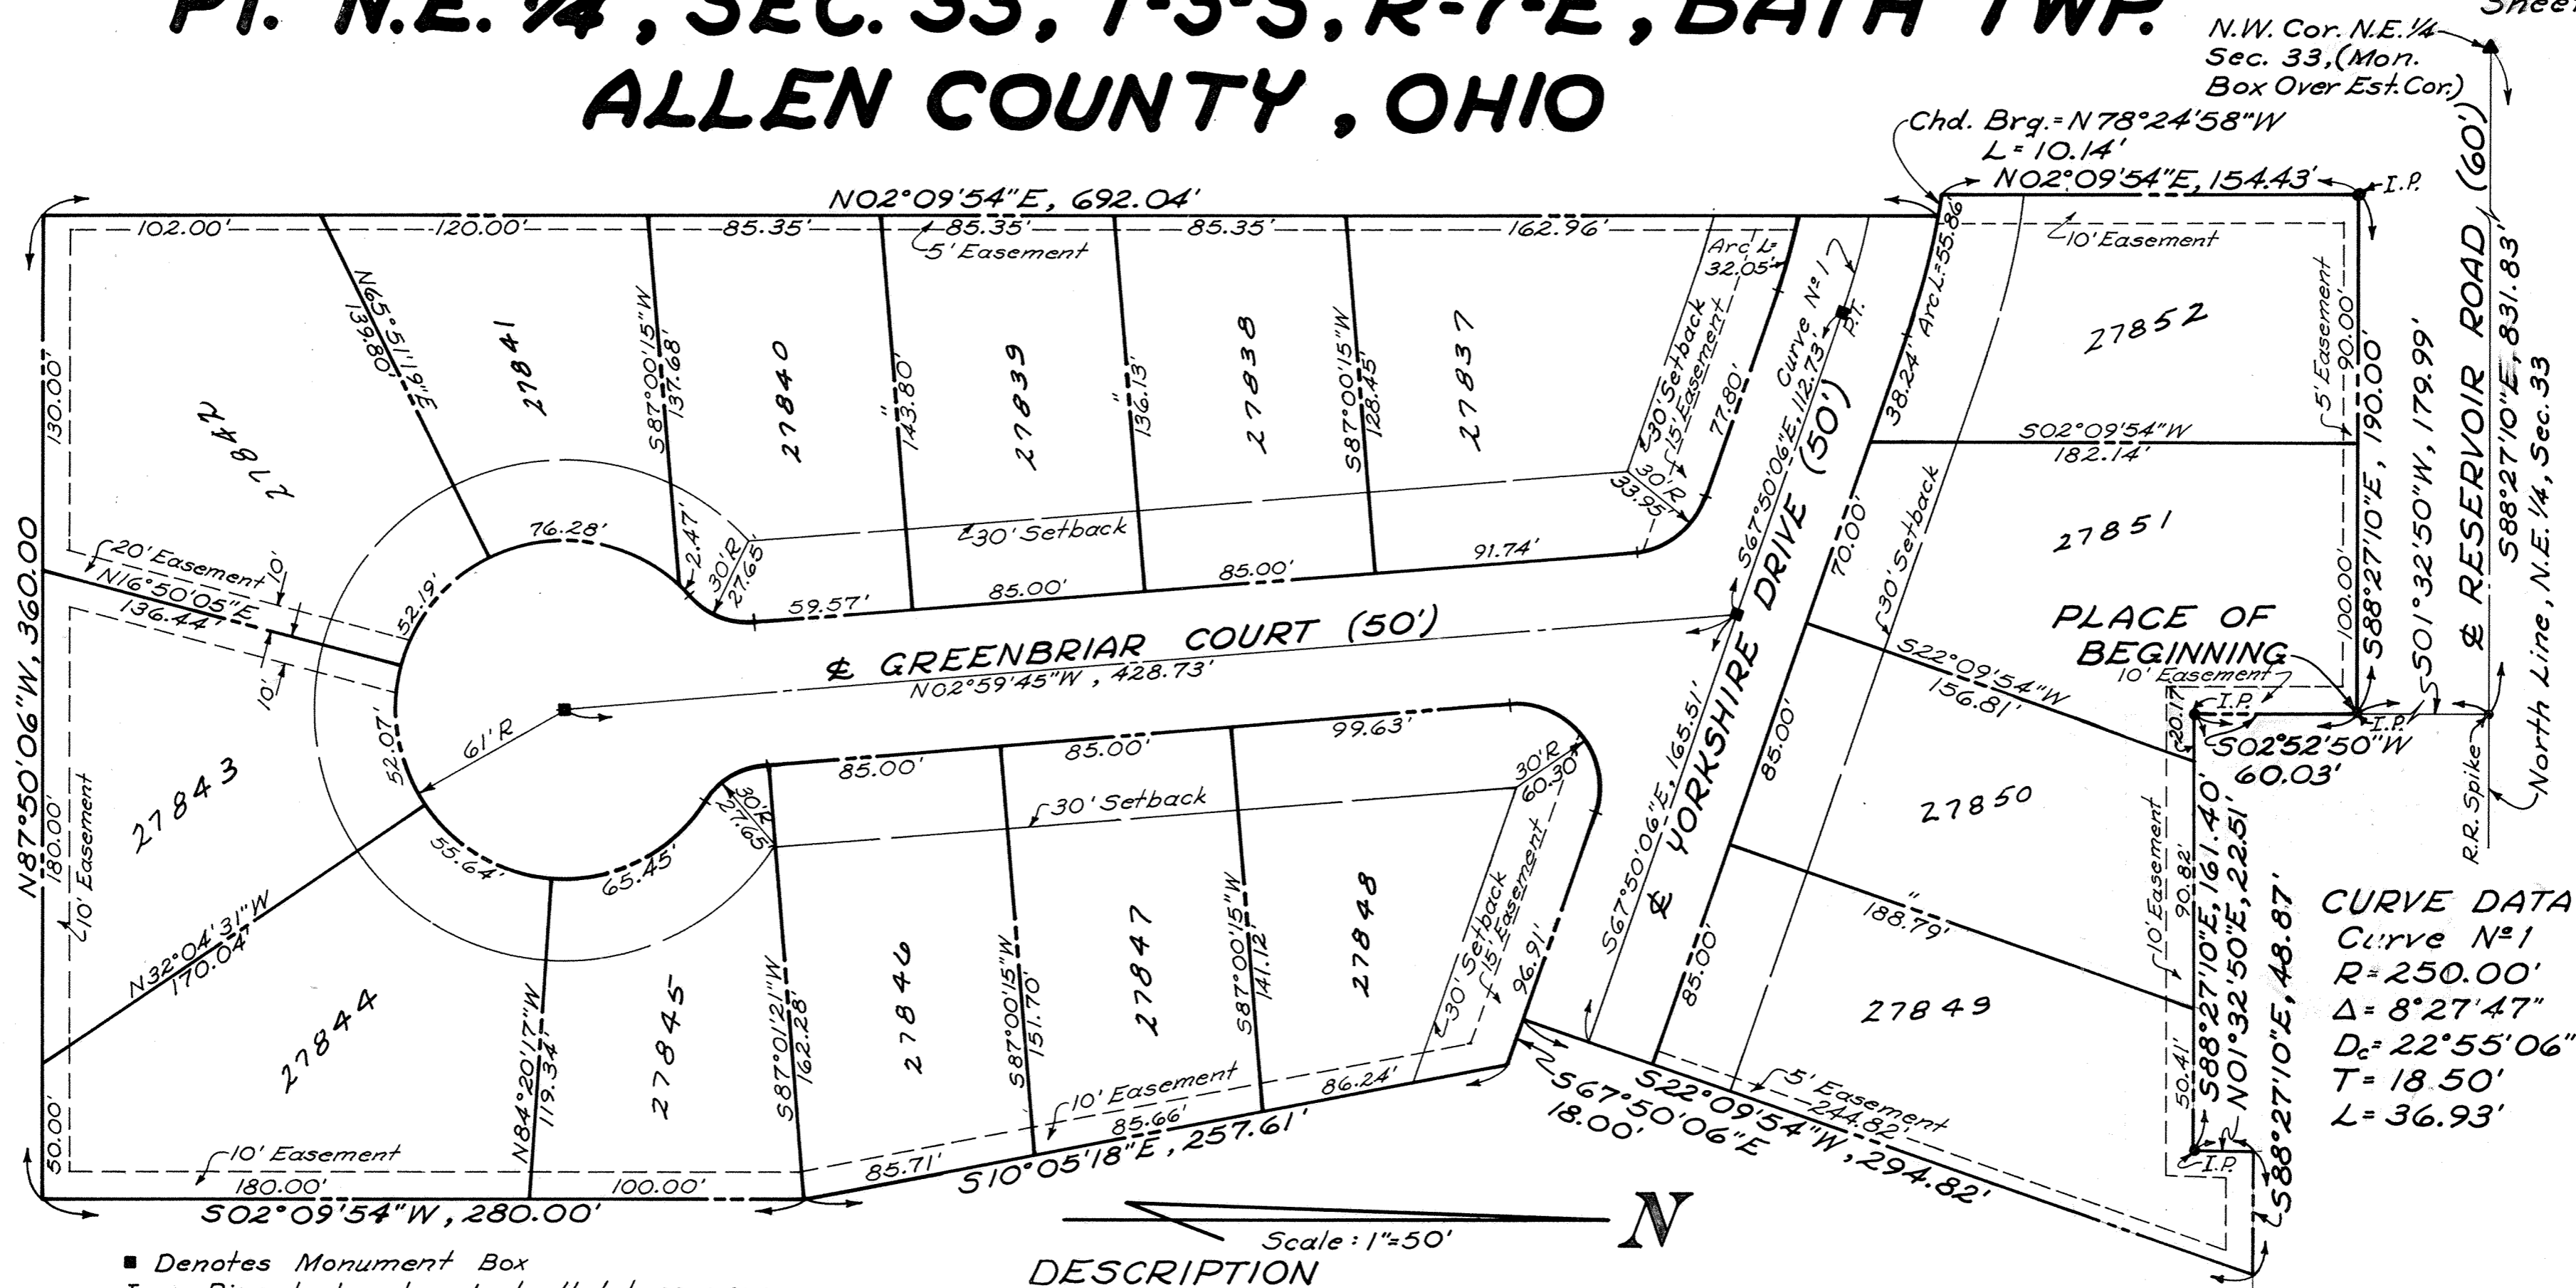 Pt. N.E. 1/4, SEC. 33, T-3-S, R-7-E, BATH TWP.
ALLEN COUNTY, OHIO
N.W. Cor. N.E. 1/4
Sec. 33, (Mon.
Box Over Est. Cor.)
Chd. Brg. = N 78°24'58"W
L = 10.14'
N02°09'54"E, 154.43'
I.P.
N02°09'54"E, 692.04'
102.00'
120.00'
85.35'
85.35'
85.35'
162.96'
5' Easement
Arc L=
32.05'
Arc L=55.86'
10' Easement
130.00'
N65°51'19"E
139.80'
27841
S87°00'15"W
137.68'
27840
"
143.80'
27839
"
136.13'
27838
S87°00'15"W
128.45'
27837
30' Setback
15' Easement
77.80'
30'R
33.95'
Curve Nº 1
P.T.
S67°50'06"E, 112.73'
38.24'
27852
5' Easement
90.00'
S88°27'10"E, 190.00'
S01°32'50"W, 179.99'
℄ RESERVOIR ROAD (60')
S88°27'10"E, 831.83'
North Line, N.E. 1/4, Sec. 33
27842
S02°09'54"W
182.14'
27851
100.00'
N87°50'06"W, 360.00
20' Easement
10'
N16°50'05"E
136.44'
10'
52.19'
76.28'
2.47'
30'R
27.65'
30' Setback
59.57'
85.00'
85.00'
91.74'
70.00'
30' Setback
PLACE OF
BEGINNING
10' Easement
S22°09'54"W
156.81'
20.17'
I.P.
I.P.
S02°52'50"W
60.03'
R.R. Spike
℄ GREENBRIAR COURT (50')
N02°59'45"W, 428.73'
℄ YORKSHIRE DRIVE (50')
S67°50'06"E, 165.51'
61'R
52.07'
27843
180.00'
10' Easement
85.00'
85.00'
99.63'
30'R
60.30'
30' Setback
30'R
27.65'
55.64'
65.45'
85.00'
27850
"
188.79'
10' Easement
90.82'
S88°27'10"E, 161.40'
N01°32'50"E, 22.51'
S88°27'10"E, 48.87'
CURVE DATA
Curve Nº 1
R = 250.00'
Δ = 8°27'47"
Dc = 22°55'06"
T = 18.50'
L = 36.93'
N32°04'31"W
170.04'
27844
N84°20'17"W
119.34'
27845
S87°01'21"W
162.28'
27846
S87°00'15"W
151.70'
27847
S87°00'15"W
141.12'
27848
30' Setback
15' Easement
96.91'
85.00'
27849
50.41'
I.P.
50.00'
10' Easement
180.00'
100.00'
S02°09'54"W, 280.00'
10' Easement
85.71'
85.66'
86.24'
S10°05'18"E, 257.61'
S67°50'06"E
18.00'
5' Easement
244.82'
S22°09'54"W, 294.82'
N
Scale: 1"=50'
■ Denotes Monument Box
DESCRIPTION